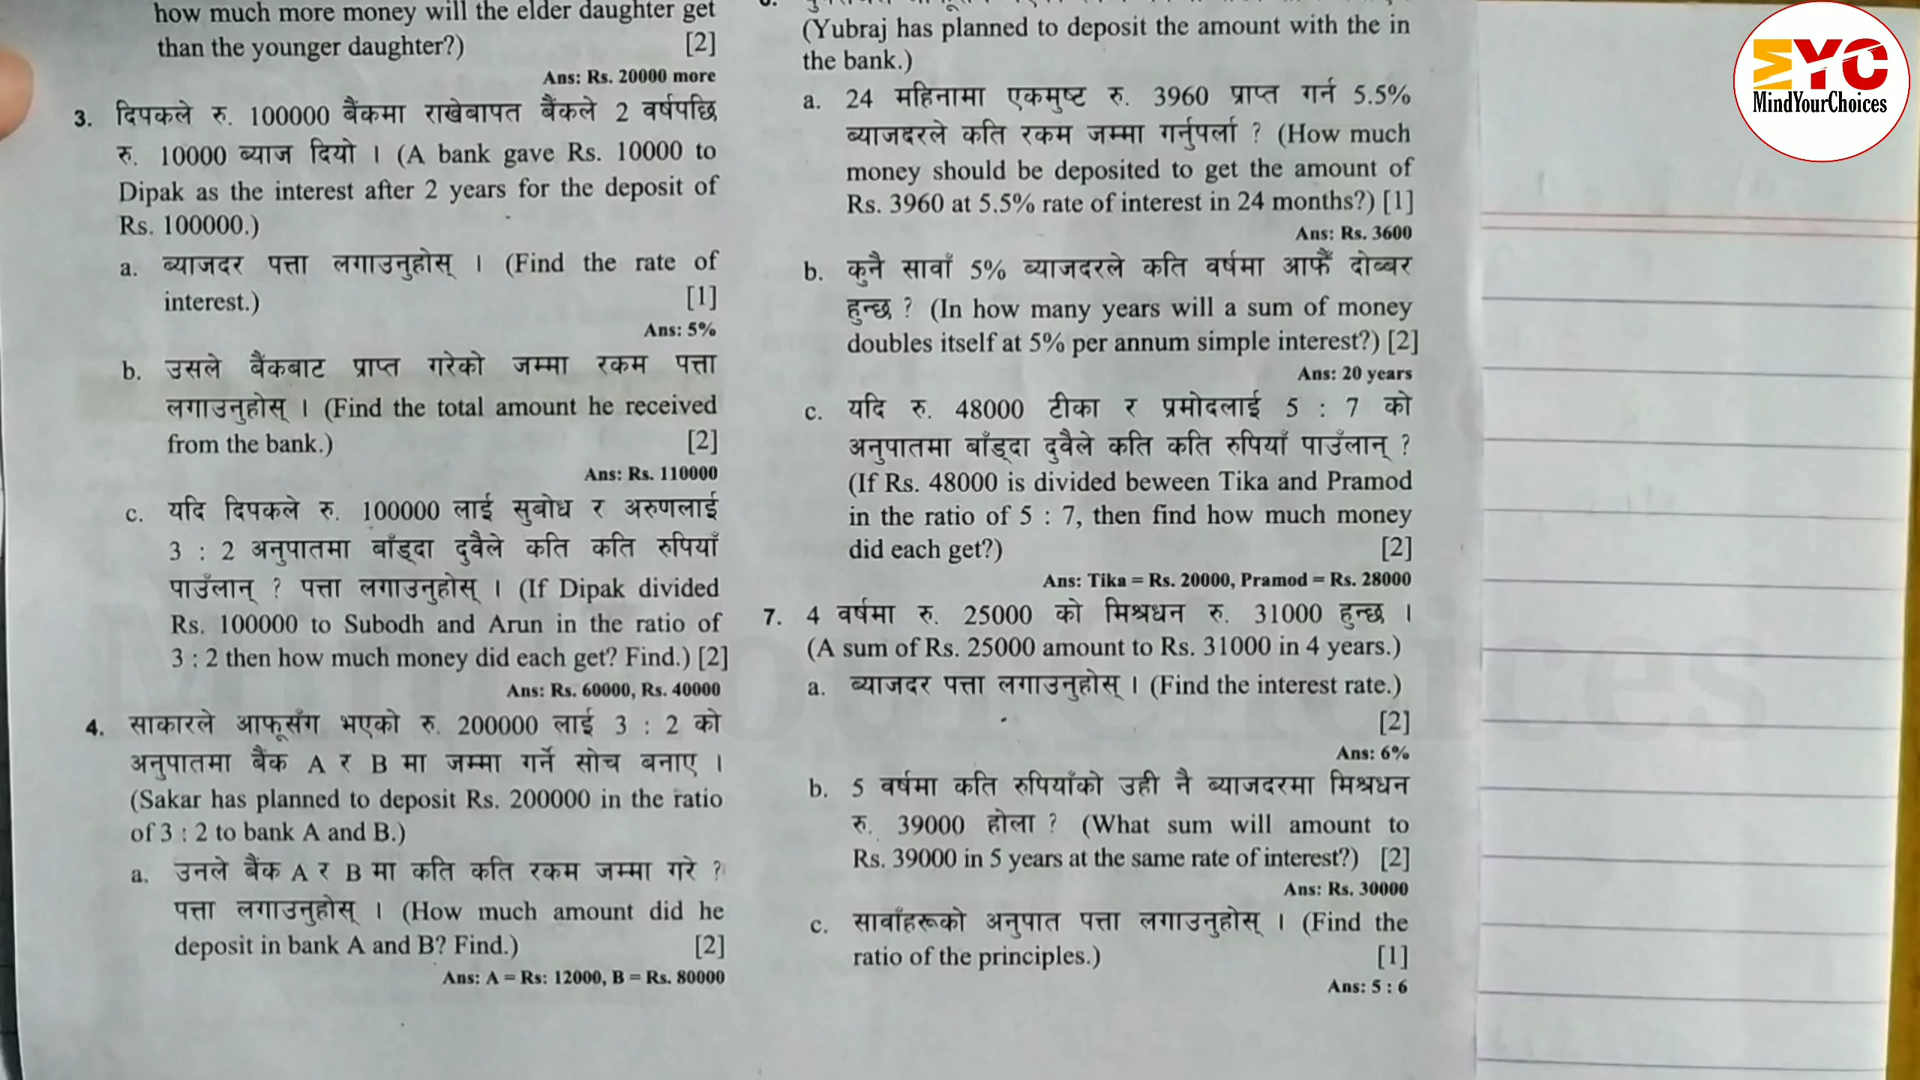 how much more money will the elder daughter get
than the younger daughter?) [2]
Ans: Rs. 20000 more
3. दिपकले रु. 100000 बैंकमा राखेबापत बैंकले 2 वर्षपछि
रु. 10000 ब्याज दियो । (A bank gave Rs. 10000 to
Dipak as the interest after 2 years for the deposit of
Rs. 100000.)
a. ब्याजदर पत्ता लगाउनुहोस् । (Find the rate of
interest.) [1]
Ans: 5%
b. उसले बैंकबाट प्राप्त गरेको जम्मा रकम पत्ता
लगाउनुहोस् । (Find the total amount he received
from the bank.) [2]
Ans: Rs. 110000
c. यदि दिपकले रु. 100000 लाई सुबोध र अरुणलाई
3 : 2 अनुपातमा बाँड्दा दुवैले कति कति रुपियाँ
पाउँलान् ? पत्ता लगाउनुहोस् । (If Dipak divided
Rs. 100000 to Subodh and Arun in the ratio of
3 : 2 then how much money did each get? Find.) [2]
Ans: Rs. 60000, Rs. 40000
4. साकारले आफूसँग भएको रु. 200000 लाई 3 : 2 को
अनुपातमा बैंक A र B मा जम्मा गर्ने सोच बनाए ।
(Sakar has planned to deposit Rs. 200000 in the ratio
of 3 : 2 to bank A and B.)
a. उनले बैंक A र B मा कति कति रकम जम्मा गरे ?
पत्ता लगाउनुहोस् । (How much amount did he
deposit in bank A and B? Find.) [2]
Ans: A = Rs: 12000, B = Rs. 80000
(Yubraj has planned to deposit the amount with the in
the bank.)
a. 24 महिनामा एकमुष्ट रु. 3960 प्राप्त गर्न 5.5%
ब्याजदरले कति रकम जम्मा गर्नुपर्ला ? (How much
money should be deposited to get the amount of
Rs. 3960 at 5.5% rate of interest in 24 months?) [1]
Ans: Rs. 3600
b. कुनै सावाँ 5% ब्याजदरले कति वर्षमा आफैँ दोब्बर
हुन्छ ? (In how many years will a sum of money
doubles itself at 5% per annum simple interest?) [2]
Ans: 20 years
c. यदि रु. 48000 टीका र प्रमोदलाई 5 : 7 को
अनुपातमा बाँड्दा दुवैले कति कति रुपियाँ पाउँलान् ?
(If Rs. 48000 is divided beween Tika and Pramod
in the ratio of 5 : 7, then find how much money
did each get?) [2]
Ans: Tika = Rs. 20000, Pramod = Rs. 28000
7. 4 वर्षमा रु. 25000 को मिश्रधन रु. 31000 हुन्छ ।
(A sum of Rs. 25000 amount to Rs. 31000 in 4 years.)
a. ब्याजदर पत्ता लगाउनुहोस् । (Find the interest rate.)
[2]
Ans: 6%
b. 5 वर्षमा कति रुपियाँको उही नै ब्याजदरमा मिश्रधन
रु. 39000 होला ? (What sum will amount to
Rs. 39000 in 5 years at the same rate of interest?) [2]
Ans: Rs. 30000
c. सावाँहरूको अनुपात पत्ता लगाउनुहोस् । (Find the
ratio of the principles.) [1]
Ans: 5 : 6
MYC
MindYourChoices
Mind Your Choices